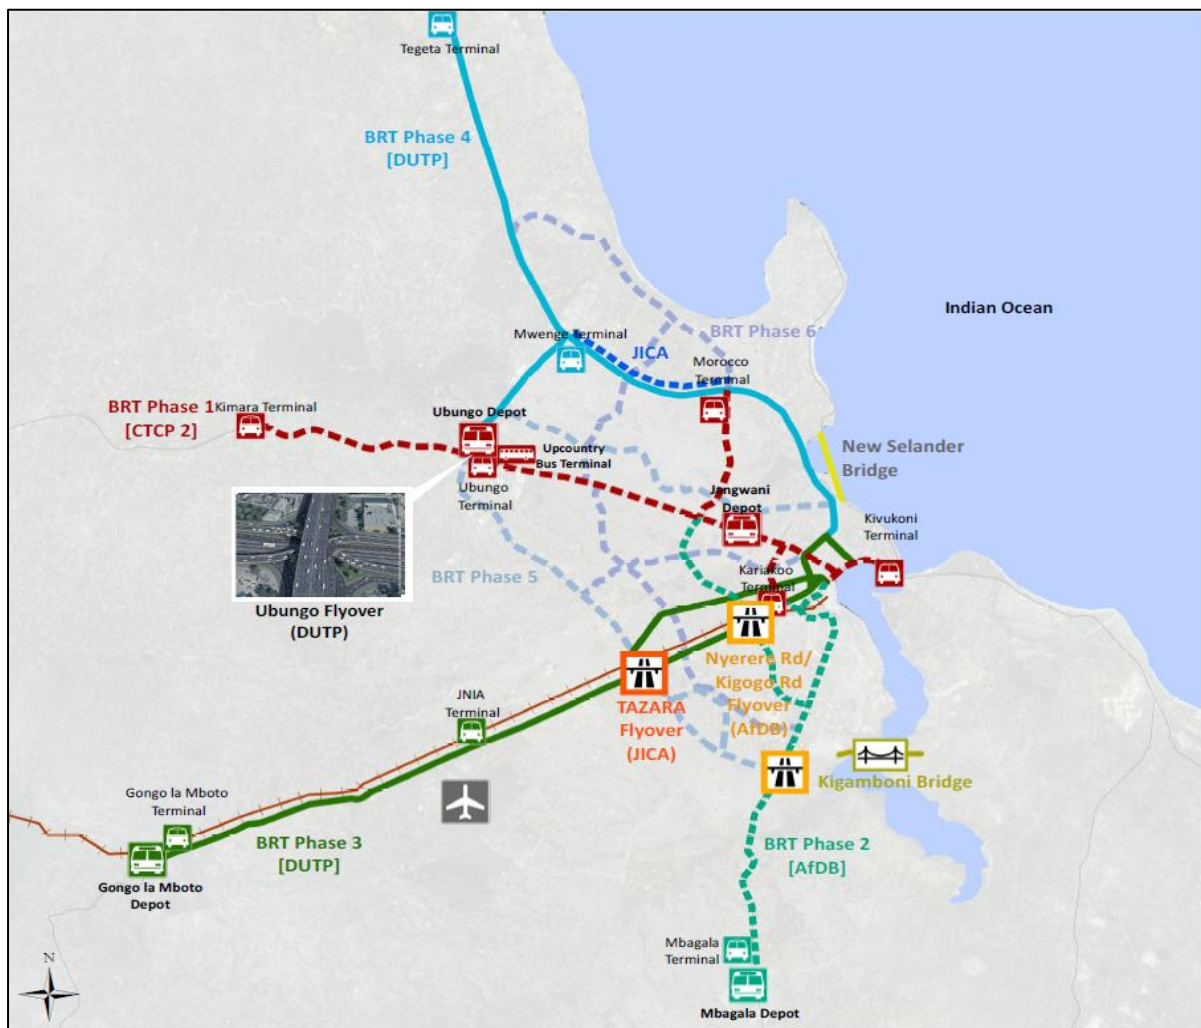 Tegeta Terminal
BRT Phase 4
[DUTP]
Indian Ocean
BRT Phase 6
Mwenge Terminal
JICA
Morocco
Terminal
BRT Phase 1
[CTCP 2]
Kimara Terminal
Ubungo Depot
Upcountry
Bus Terminal
Ubungo
Terminal
New Selander
Bridge
Jangwani
Depot
Kivukoni
Terminal
BRT Phase 5
Kariakoo
Terminal
Ubungo Flyover
(DUTP)
Nyerere Rd/
Kigogo Rd
Flyover
(AfDB)
TAZARA
Flyover
(JICA)
JNIA
Terminal
Kigamboni Bridge
Gongo la Mboto
Terminal
BRT Phase 3
[DUTP]
BRT Phase 2
[AfDB]
Gongo la Mboto
Depot
Mbagala
Terminal
Mbagala Depot
N